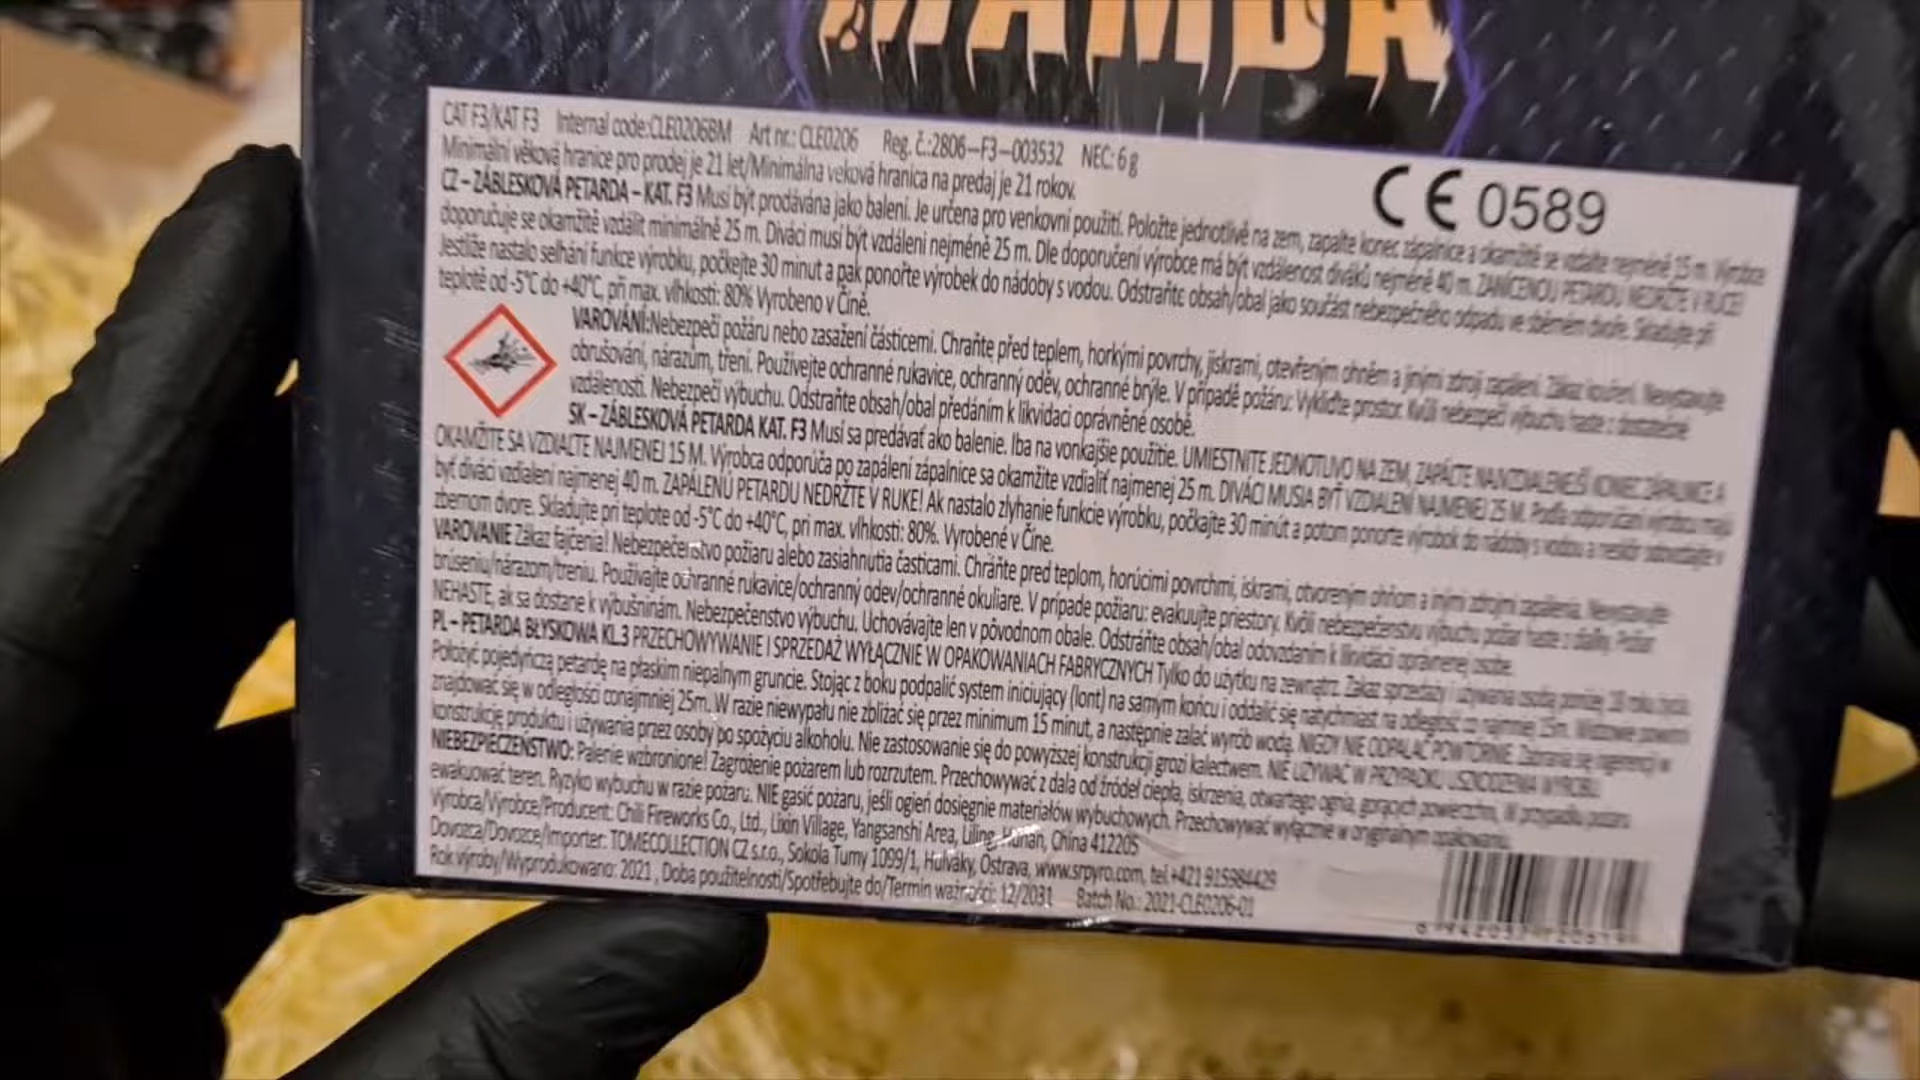 MAMBA
CAT F3/KAT F3 Internal code:CLE0206BM Art nr.: CLE0206 Reg. č.:2806-F3-003532 NEC: 6 g
CE 0589
Minimální věková hranice pro prodej je 21 let/Minimálna veková hranica na predaj je 21 rokov.
CZ – ZÁBLESKOVÁ PETARDA – KAT. F3 Musí být prodávána jako balení. Je určena pro venkovní použití. Položte jednotlivě na zem, zapalte konec zápalnice a okamžitě se vzdalte nejméně 15 m. Výrobce
doporučuje se okamžitě vzdálit minimálně 25 m. Diváci musí být vzdáleni nejméně 25 m. Dle doporučení výrobce má být vzdálenost diváků nejméně 40 m. ZANÍCENOU PETARDU NEDRŽTE V RUCE!
Jestliže nastalo selhání funkce výrobku, počkejte 30 minut a pak ponořte výrobek do nádoby s vodou. Odstraňte obsah/obal jako součást nebezpečného odpadu ve sběrném dvoře. Skladujte při
teplotě od -5°C do +40°C, při max. vlhkosti: 80% Vyrobeno v Číně.
VAROVÁNÍ:Nebezpečí požáru nebo zasažení částicemi. Chraňte před teplem, horkými povrchy, jiskrami, otevřeným ohněm a jinými zdroji zapálení. Zákaz kouření. Nevystavujte
obrušování, nárazům, tření. Používejte ochranné rukavice, ochranný oděv, ochranné brýle. V případě požáru: Vykliďte prostor. Kvůli nebezpečí výbuchu haste z dostatečné
vzdálenosti. Nebezpečí výbuchu. Odstraňte obsah/obal předáním k likvidaci oprávněné osobě.
SK – ZÁBLESKOVÁ PETARDA KAT. F3 Musí sa predávať ako balenie. Iba na vonkajšie použitie. UMIESTNITE JEDNOTLIVO NA ZEM, ZAPÁĽTE NAJVZDIALENEJŠÍ KONIEC ZÁPALNICE A
OKAMŽITE SA VZDIAĽTE NAJMENEJ 15 M. Výrobca odporúča po zapálení zápalnice sa okamžite vzdialiť najmenej 25 m. DIVÁCI MUSIA BYŤ VZDIALENÍ NAJMENEJ 25 M. Podľa odporúčaní výrobcu majú
byť diváci vzdialení najmenej 40 m. ZAPÁLENÚ PETARDU NEDRŽTE V RUKE! Ak nastalo zlyhanie funkcie výrobku, počkajte 30 minút a potom ponorte výrobok do nádoby s vodou a
zbernom dvore. Skladujte pri teplote od -5°C do +40°C, pri max. vlhkosti: 80%. Vyrobené v Číne.
VAROVANIE Zákaz fajčenia! Nebezpečenstvo požiaru alebo zasiahnutia časticami. Chráňte pred teplom, horúcimi povrchmi, iskrami, otvoreným ohňom a inými zdrojmi zapálenia. Nevystavujte
brúseniu/nárazom/treniu. Používajte ochranné rukavice/ochranný odev/ochranné okuliare. V prípade požiaru: evakuujte priestory. Kvôli nebezpečenstvu výbuchu požiar haste z diaľky. Požiar
NEHASTE, ak sa dostane k výbušninám. Nebezpečenstvo výbuchu. Uchovávajte len v pôvodnom obale. Odstráňte obsah/obal odovzdaním k likvidácii oprávnenej osobe.
PL – PETARDA BŁYSKOWA KL.3 PRZECHOWYWANIE I SPRZEDAŻ WYŁĄCZNIE W OPAKOWANIACH FABRYCZNYCH Tylko do użytku na zewnątrz. Zakaz sprzedaży i używania osobą poniżej 18 roku życia.
Położyć pojedyńczą petardę na płaskim niepalnym gruncie. Stojąc z boku podpalić system iniciujący (lont) na samym końcu i oddalić się natychmiast na odległość co najmniej 15m. Widzowie powinni
znajdować się w odległości conajmniej 25m. W razie niewypału nie zbliżać się przez minimum 15 minut, a następnie zalać wyrób wodą. NIGDY NIE ODPALAĆ POWTÓRNIE. Zabrania się ingerencji w
konstrukcję produktu i używania przez osoby po spożyciu alkoholu. Nie zastosowanie się do powyższej konstrukcji grozi kalectwem. NIE UŻYWAĆ W PRZYPADKU USZKODZENIA WYROBU.
NIEBEZPIECZEŃSTWO: Palenie wzbronione! Zagrożenie pożarem lub rozrzutem. Przechowywać z dala od źródeł ciepła, iskrzenia, otwartego ognia, gorących powierzchni. W przypadku pożaru
ewakuować teren. Ryzyko wybuchu w razie pożaru. NIE gasić pożaru, jeśli ogień dosięgnie materiałów wybuchowych. Przechowywać wyłącznie w oryginalnym opakowaniu.
Výrobca/Výrobce/Producent: Chili Fireworks Co., Ltd., Lixin Village, Yangsanshi Area, Liling, Hunan, China 412205
Dovozca/Dovozce/Importer: TOMECOLLECTION CZ s.r.o., Sokola Tumy 1099/1, Hulváky, Ostrava, www.srpyro.com, tel.+421 915984429
Rok výroby/Wyprodukowano: 2021 , Doba použitelnosti/Spotřebujte do/Termin ważności: 12/2031 Batch No.: 2021-CLE0206-01